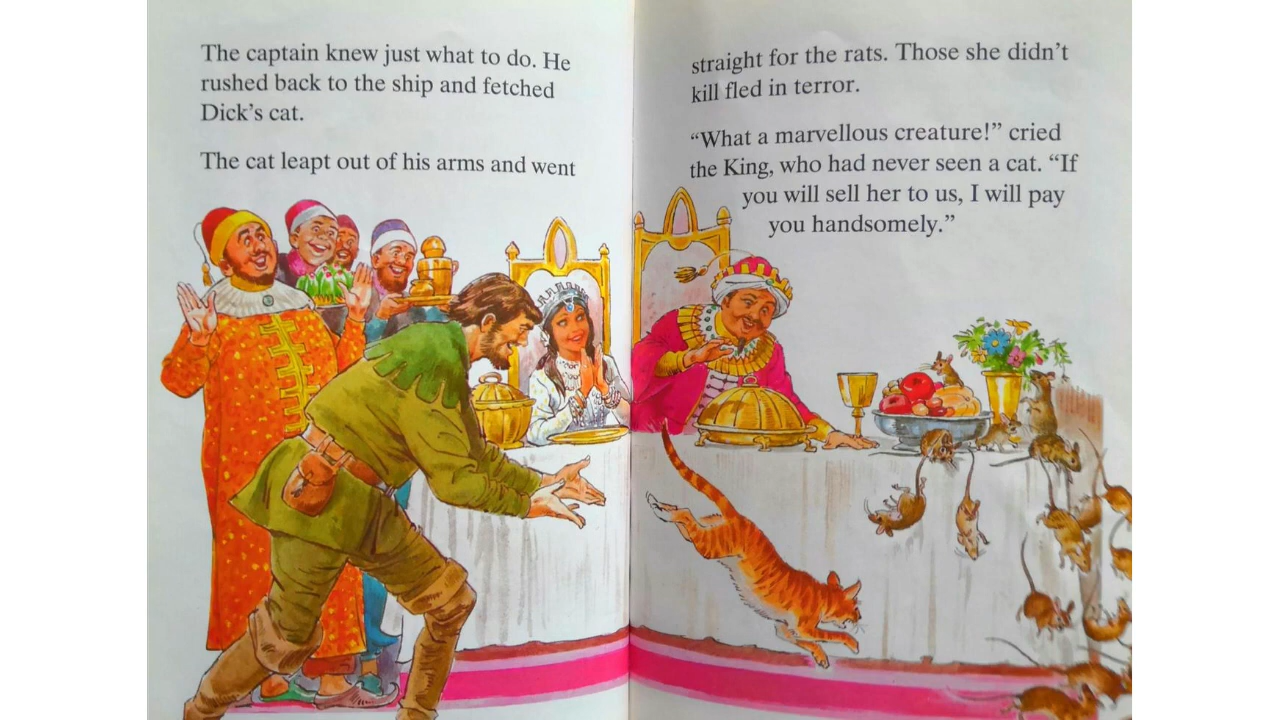 The captain knew just what to do. He
rushed back to the ship and fetched
Dick’s cat.
The cat leapt out of his arms and went
straight for the rats. Those she didn’t
kill fled in terror.
“What a marvellous creature!” cried
the King, who had never seen a cat. “If
you will sell her to us, I will pay
you handsomely.”